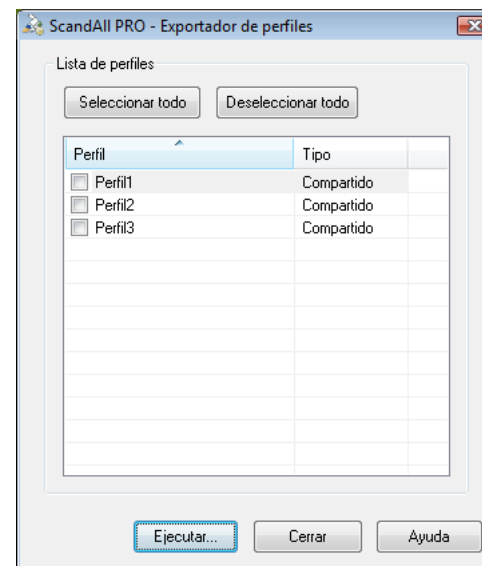 ScandAll PRO - Exportador de perfiles
Lista de perfiles
Seleccionar todo Deseleccionar todo
Perfil Tipo
Perfil1 Compartido
Perfil2 Compartido
Perfil3 Compartido
Ejecutar... Cerrar Ayuda